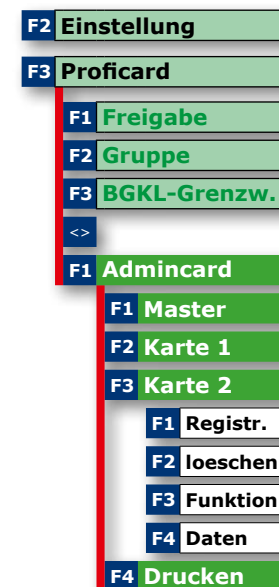 F2 Einstellung
F3 Proficard
F1 Freigabe
F2 Gruppe
F3 BGKL-Grenzw.
<>
F1 Admincard
F1 Master
F2 Karte 1
F3 Karte 2
F1 Registr.
F2 loeschen
F3 Funktion
F4 Daten
F4 Drucken